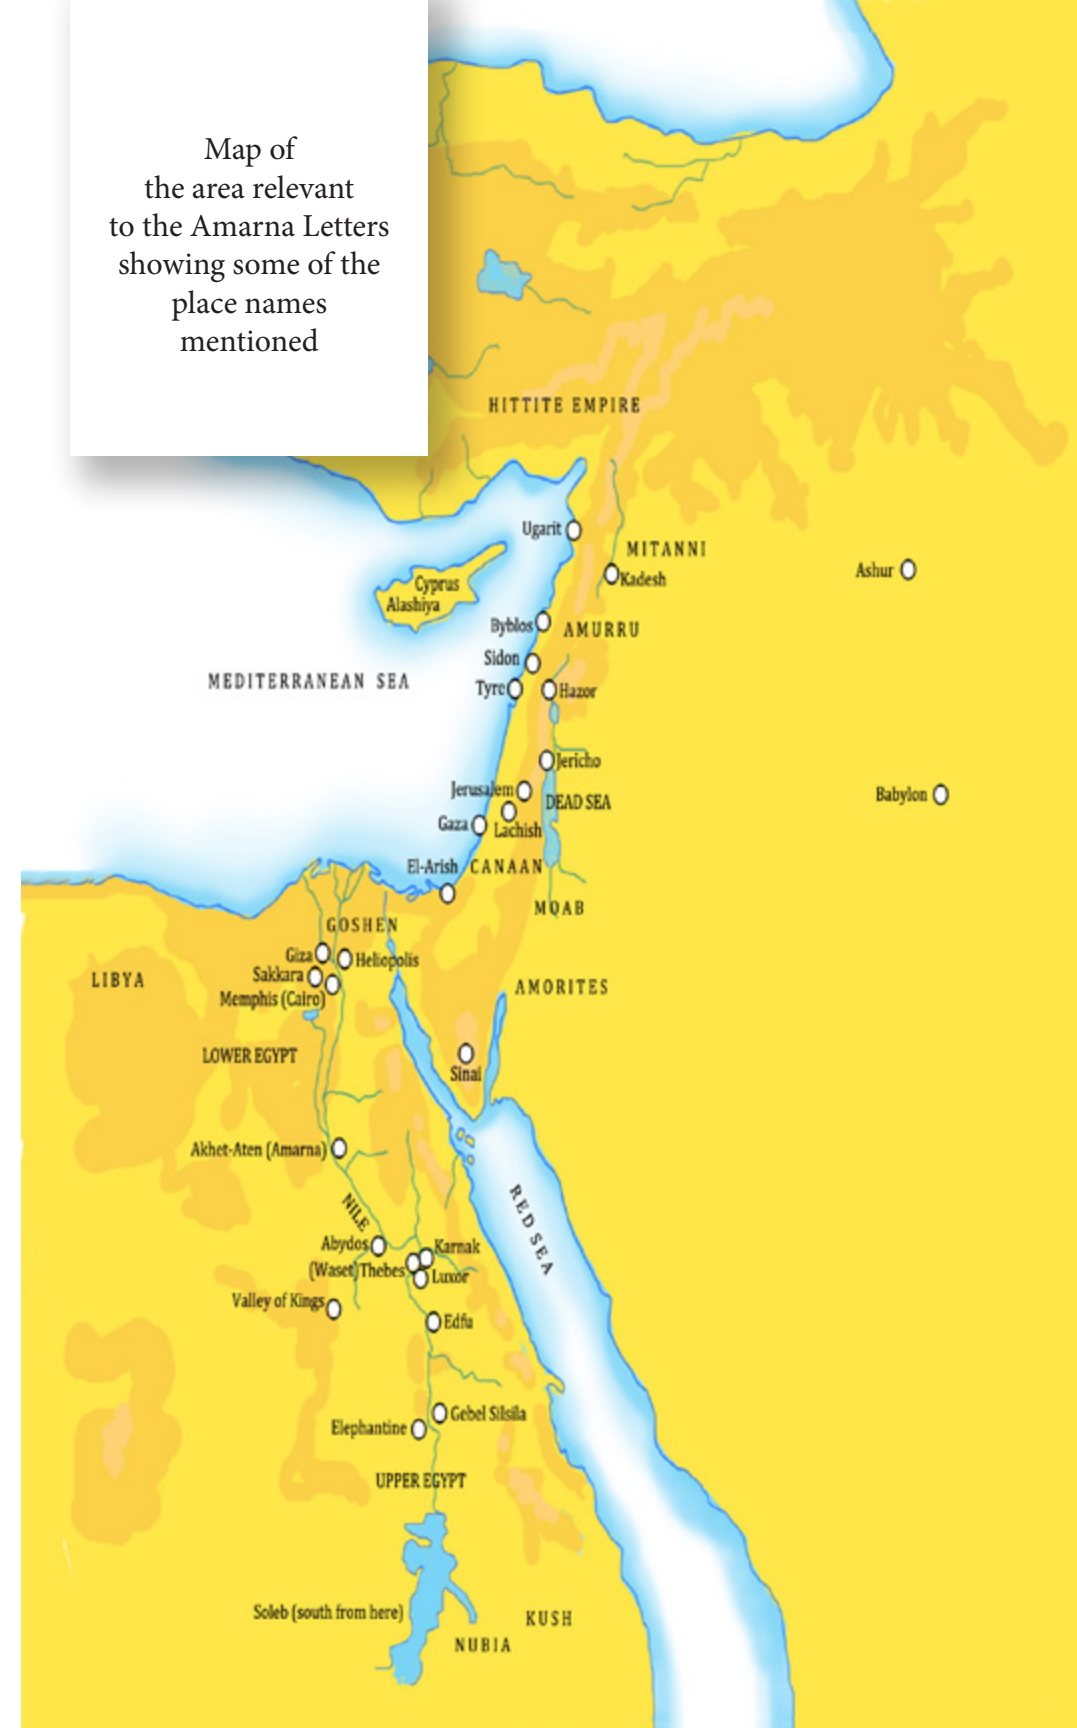 Map of
the area relevant
to the Amarna Letters
showing some of the
place names
mentioned
HITTITE EMPIRE
Ugarit
MITANNI
Kadesh
Ashur
Cyprus
Alashiya
Byblos
AMURRU
Sidon
MEDITERRANEAN SEA
Tyre
Hazor
Jericho
Jerusalem
DEAD SEA
Babylon
Gaza
Lachish
El-Arish
CANAAN
MOAB
GOSHEN
Giza
Heliopolis
LIBYA
Sakkara
AMORITES
Memphis (Cairo)
LOWER EGYPT
Sinai
Akhet-Aten (Amarna)
NILE
RED SEA
Abydos
Karnak
(Waset)Thebes
Luxor
Valley of Kings
Edfu
Gebel Silsila
Elephantine
UPPER EGYPT
Soleb (south from here)
KUSH
NUBIA